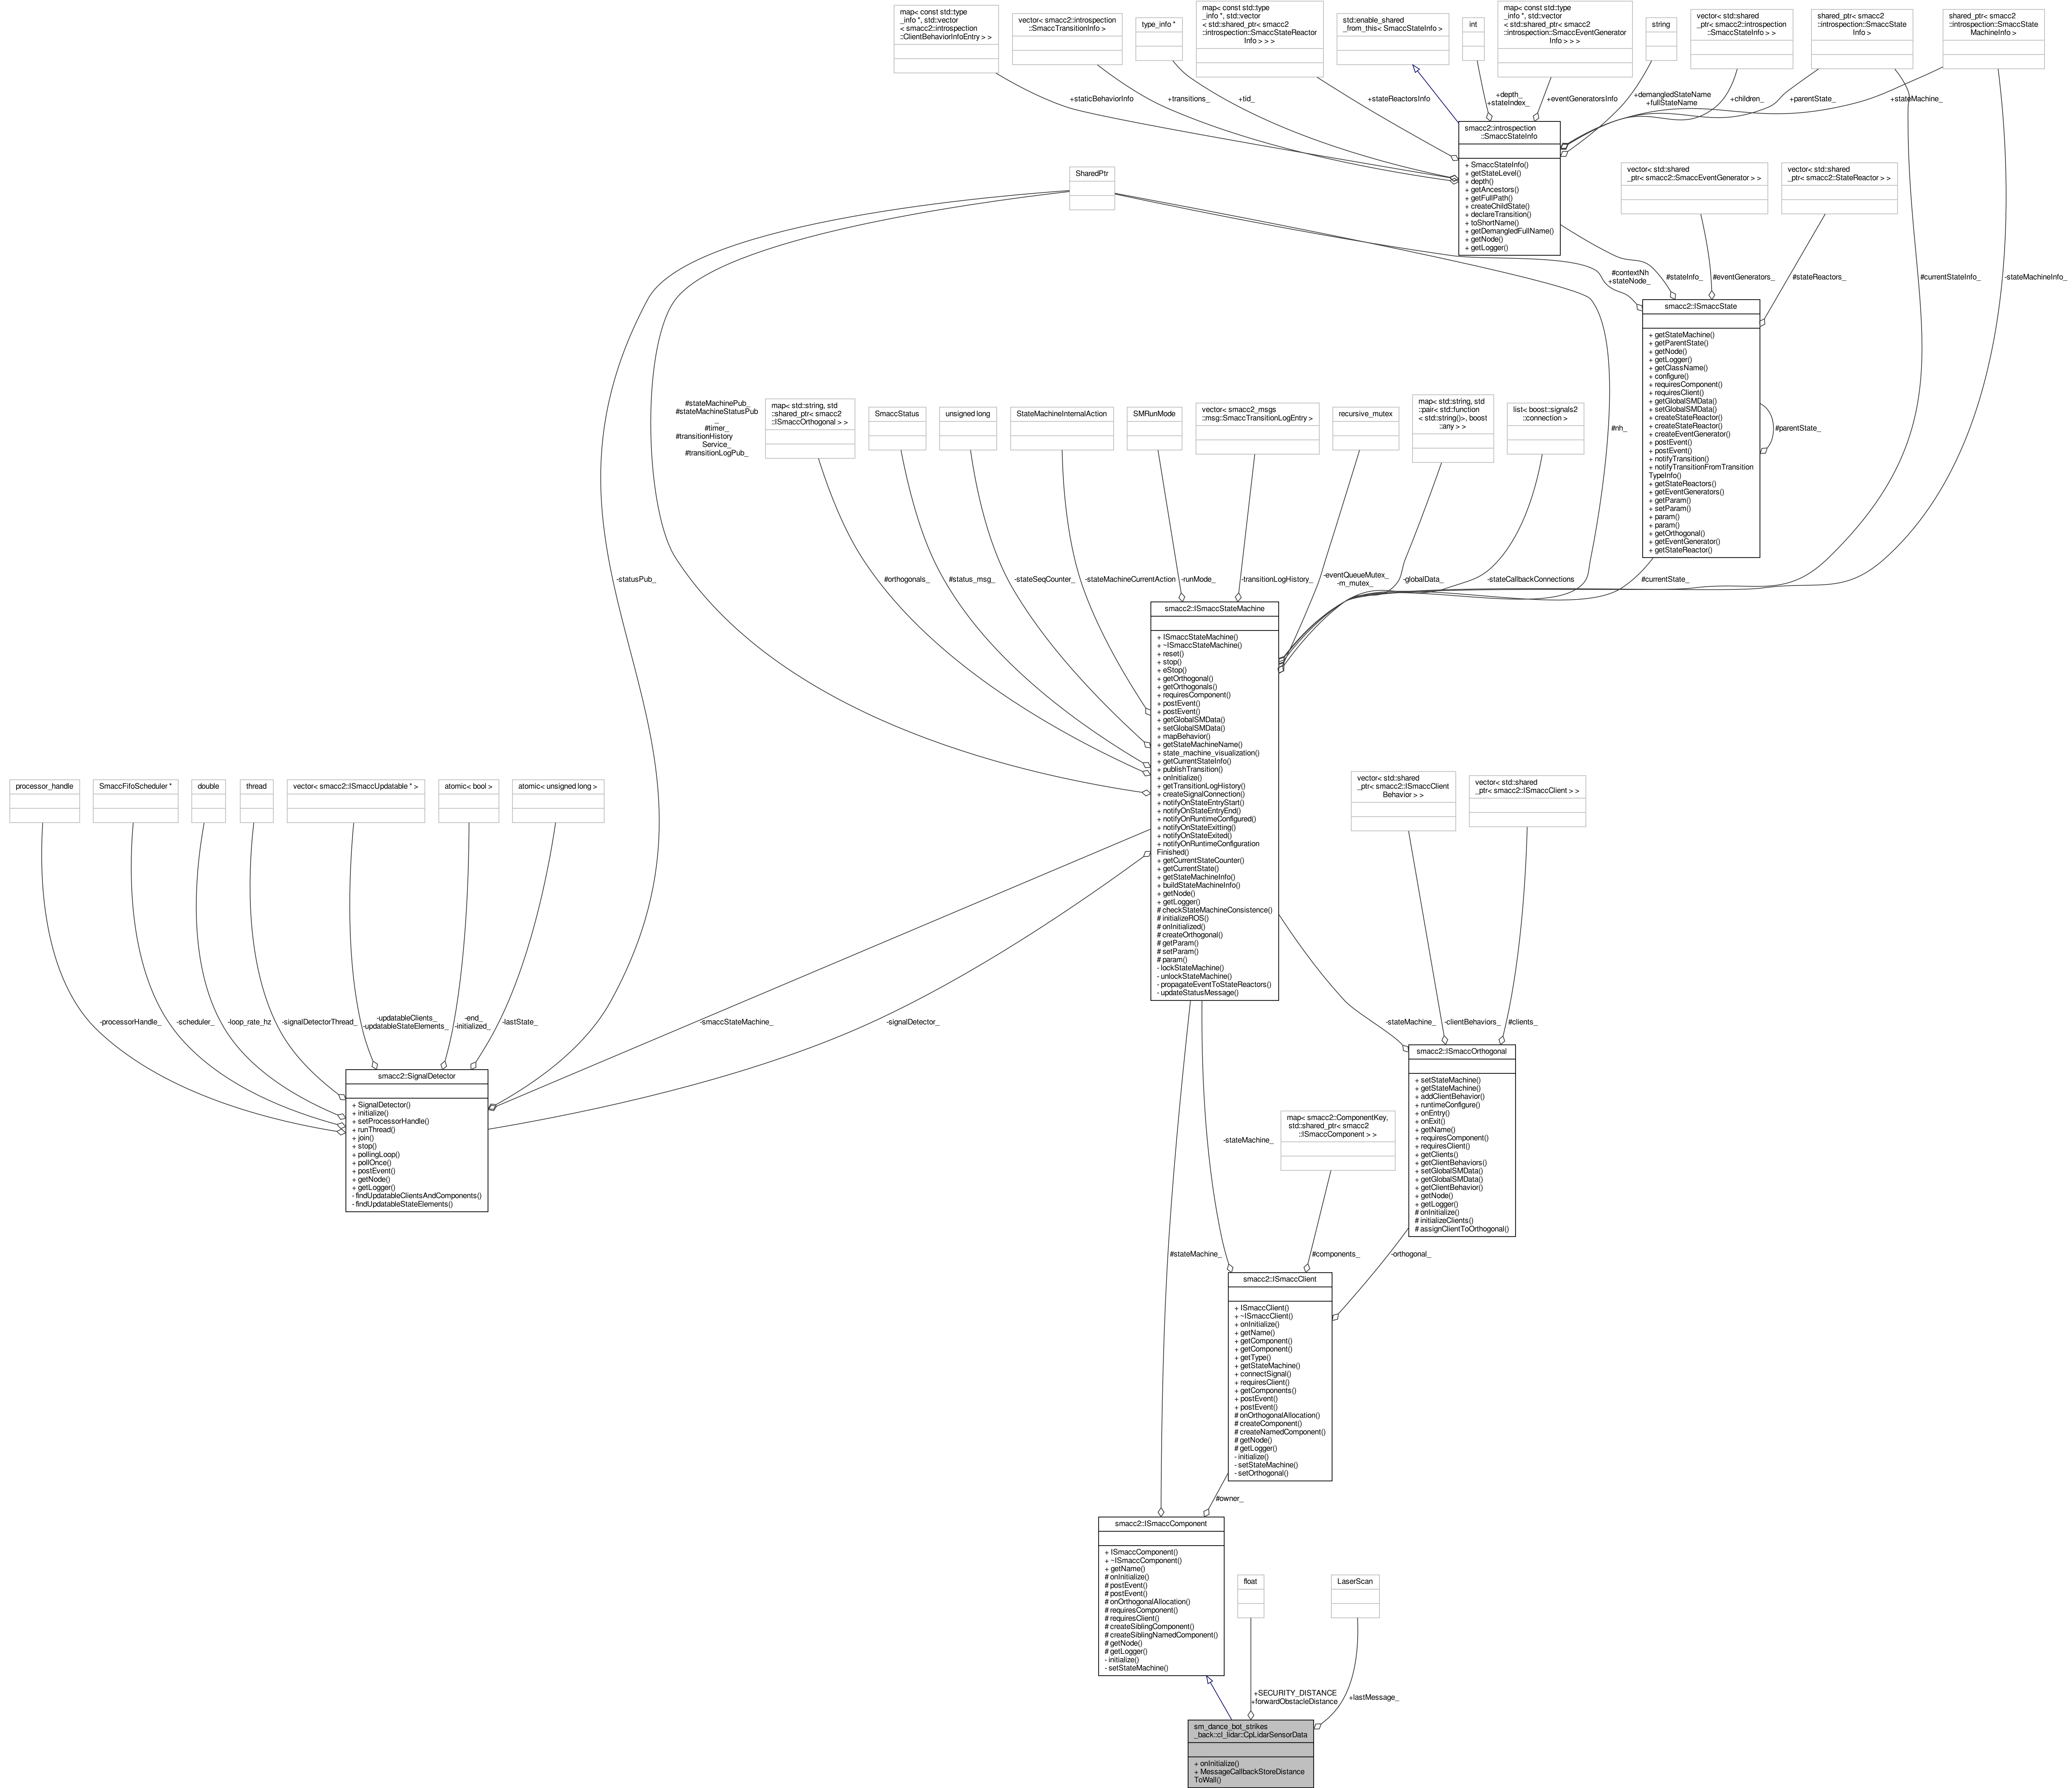 map< const std::type
_info *, std::vector
< smacc2::introspection
::ClientBehaviorInfoEntry > >
vector< smacc2::introspection
::SmaccTransitionInfo >
type_info *
map< const std::type
_info *, std::vector
< std::shared_ptr< smacc2
::introspection::SmaccStateReactor
Info > > >
std::enable_shared
_from_this< SmaccStateInfo >
int
map< const std::type
_info *, std::vector
< std::shared_ptr< smacc2
::introspection::SmaccEventGenerator
Info > > >
string
vector< std::shared
_ptr< smacc2::introspection
::SmaccStateInfo > >
shared_ptr< smacc2
::introspection::SmaccState
Info >
shared_ptr< smacc2
::introspection::SmaccState
MachineInfo >
+staticBehaviorInfo
+transitions_
+tid_
+stateReactorsInfo
+depth_
+stateIndex_
+eventGeneratorsInfo
+demangledStateName
+fullStateName
+children_
+parentState_
+stateMachine_
smacc2::introspection
::SmaccStateInfo
+ SmaccStateInfo()
+ getStateLevel()
+ depth()
+ getAncestors()
+ getFullPath()
+ createChildState()
+ declareTransition()
+ toShortName()
+ getDemangledFullName()
+ getNode()
+ getLogger()
SharedPtr
vector< std::shared
_ptr< smacc2::SmaccEventGenerator > >
vector< std::shared
_ptr< smacc2::StateReactor > >
#contextNh
+stateNode_
#stateInfo_
#eventGenerators_
#stateReactors_
#currentStateInfo_
-stateMachineInfo_
smacc2::ISmaccState
+ getStateMachine()
+ getParentState()
+ getNode()
+ getLogger()
+ getClassName()
+ configure()
+ requiresComponent()
+ requiresClient()
+ getGlobalSMData()
+ setGlobalSMData()
+ createStateReactor()
+ createStateReactor()
+ createEventGenerator()
+ postEvent()
+ postEvent()
+ notifyTransition()
+ notifyTransitionFromTransition
TypeInfo()
+ getStateReactors()
+ getEventGenerators()
+ getParam()
+ setParam()
+ param()
+ param()
+ getOrthogonal()
+ getEventGenerator()
+ getStateReactor()
#parentState_
#stateMachinePub_
#stateMachineStatusPub
_
#timer_
#transitionHistory
Service_
#transitionLogPub_
map< std::string, std
::shared_ptr< smacc2
::ISmaccOrthogonal > >
SmaccStatus
unsigned long
StateMachineInternalAction
SMRunMode
vector< smacc2_msgs
::msg::SmaccTransitionLogEntry >
recursive_mutex
map< std::string, std
::pair< std::function
< std::string()>, boost
::any > >
list< boost::signals2
::connection >
#nh_
-statusPub_
#orthogonals_
#status_msg_
-stateSeqCounter_
-stateMachineCurrentAction
-runMode_
-transitionLogHistory_
-eventQueueMutex_
-m_mutex_
-globalData_
-stateCallbackConnections
#currentState_
smacc2::ISmaccStateMachine
+ ISmaccStateMachine()
+ ~ISmaccStateMachine()
+ reset()
+ stop()
+ eStop()
+ getOrthogonal()
+ getOrthogonals()
+ requiresComponent()
+ postEvent()
+ postEvent()
+ getGlobalSMData()
+ setGlobalSMData()
+ mapBehavior()
+ getStateMachineName()
+ state_machine_visualization()
+ getCurrentStateInfo()
+ publishTransition()
+ onInitialize()
+ getTransitionLogHistory()
+ createSignalConnection()
+ notifyOnStateEntryStart()
+ notifyOnStateEntryEnd()
+ notifyOnRuntimeConfigured()
+ notifyOnStateExitting()
+ notifyOnStateExited()
+ notifyOnRuntimeConfiguration
Finished()
+ getCurrentStateCounter()
+ getCurrentState()
+ getStateMachineInfo()
+ buildStateMachineInfo()
+ getNode()
+ getLogger()
# checkStateMachineConsistence()
# initializeROS()
# onInitialized()
# createOrthogonal()
# getParam()
# setParam()
# param()
- lockStateMachine()
- unlockStateMachine()
- propagateEventToStateReactors()
- updateStatusMessage()
processor_handle
SmaccFifoScheduler *
double
thread
vector< smacc2::ISmaccUpdatable * >
atomic< bool >
atomic< unsigned long >
vector< std::shared
_ptr< smacc2::ISmaccClient
Behavior > >
vector< std::shared
_ptr< smacc2::ISmaccClient > >
-processorHandle_
-scheduler_
-loop_rate_hz
-signalDetectorThread_
-updatableClients_
-updatableStateElements_
-end_
-initialized_
-lastState_
-smaccStateMachine_
-signalDetector_
-stateMachine_
-clientBehaviors_
#clients_
smacc2::SignalDetector
+ SignalDetector()
+ initialize()
+ setProcessorHandle()
+ runThread()
+ join()
+ stop()
+ pollingLoop()
+ pollOnce()
+ postEvent()
+ getNode()
+ getLogger()
- findUpdatableClientsAndComponents()
- findUpdatableStateElements()
smacc2::ISmaccOrthogonal
+ setStateMachine()
+ getStateMachine()
+ addClientBehavior()
+ runtimeConfigure()
+ onEntry()
+ onExit()
+ getName()
+ requiresComponent()
+ requiresClient()
+ getClients()
+ getClientBehaviors()
+ setGlobalSMData()
+ getGlobalSMData()
+ getClientBehavior()
+ getNode()
+ getLogger()
# onInitialize()
# initializeClients()
# assignClientToOrthogonal()
map< smacc2::ComponentKey,
std::shared_ptr< smacc2
::ISmaccComponent > >
-stateMachine_
#stateMachine_
#components_
-orthogonal_
smacc2::ISmaccClient
+ ISmaccClient()
+ ~ISmaccClient()
+ onInitialize()
+ getName()
+ getComponent()
+ getComponent()
+ getType()
+ getStateMachine()
+ connectSignal()
+ requiresClient()
+ getComponents()
+ postEvent()
+ postEvent()
# onOrthogonalAllocation()
# createComponent()
# createNamedComponent()
# getNode()
# getLogger()
- initialize()
- setStateMachine()
- setOrthogonal()
#owner_
smacc2::ISmaccComponent
+ ISmaccComponent()
+ ~ISmaccComponent()
+ getName()
# onInitialize()
# postEvent()
# postEvent()
# onOrthogonalAllocation()
# requiresComponent()
# requiresClient()
# createSiblingComponent()
# createSiblingNamedComponent()
# getNode()
# getLogger()
- initialize()
- setStateMachine()
float
LaserScan
+SECURITY_DISTANCE
+forwardObstacleDistance
+lastMessage_
sm_dance_bot_strikes
_back::cl_lidar::CpLidarSensorData
+ onInitialize()
+ MessageCallbackStoreDistance
ToWall()